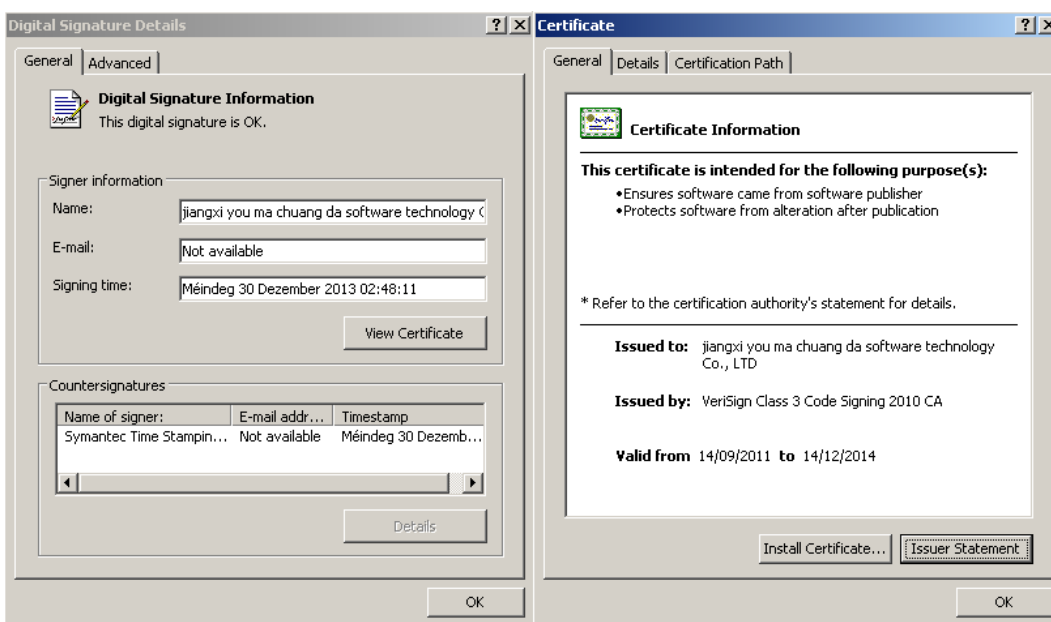 Digital Signature Details
General
Advanced
Digital Signature Information
This digital signature is OK.
Signer information
Name:
jiangxi you ma chuang da software technology
E-mail:
Not available
Signing time:
Méindeg 30 Dezember 2013 02:48:11
View Certificate
Countersignatures
Name of signer:
E-mail addr...
Timestamp
Symantec Time Stampin...
Not available
Méindeg 30 Dezemb...
Details
OK
Certificate
General
Details
Certification Path
Certificate Information
This certificate is intended for the following purpose(s):
•Ensures software came from software publisher
•Protects software from alteration after publication
* Refer to the certification authority's statement for details.
Issued to: jiangxi you ma chuang da software technology
Co., LTD
Issued by: VeriSign Class 3 Code Signing 2010 CA
Valid from 14/09/2011 to 14/12/2014
Install Certificate...
Issuer Statement
OK